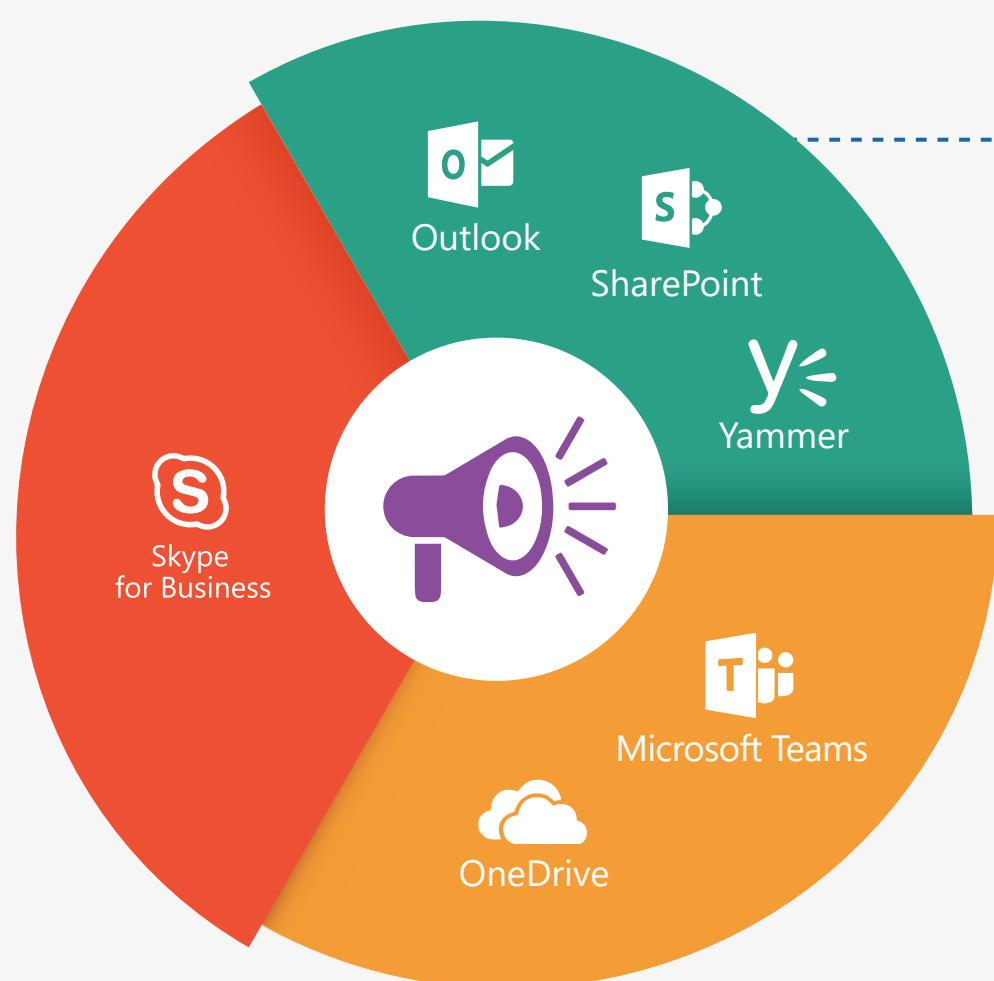 O
Outlook
S
SharePoint
y
Yammer
S
Skype
for Business
T
Microsoft Teams
OneDrive